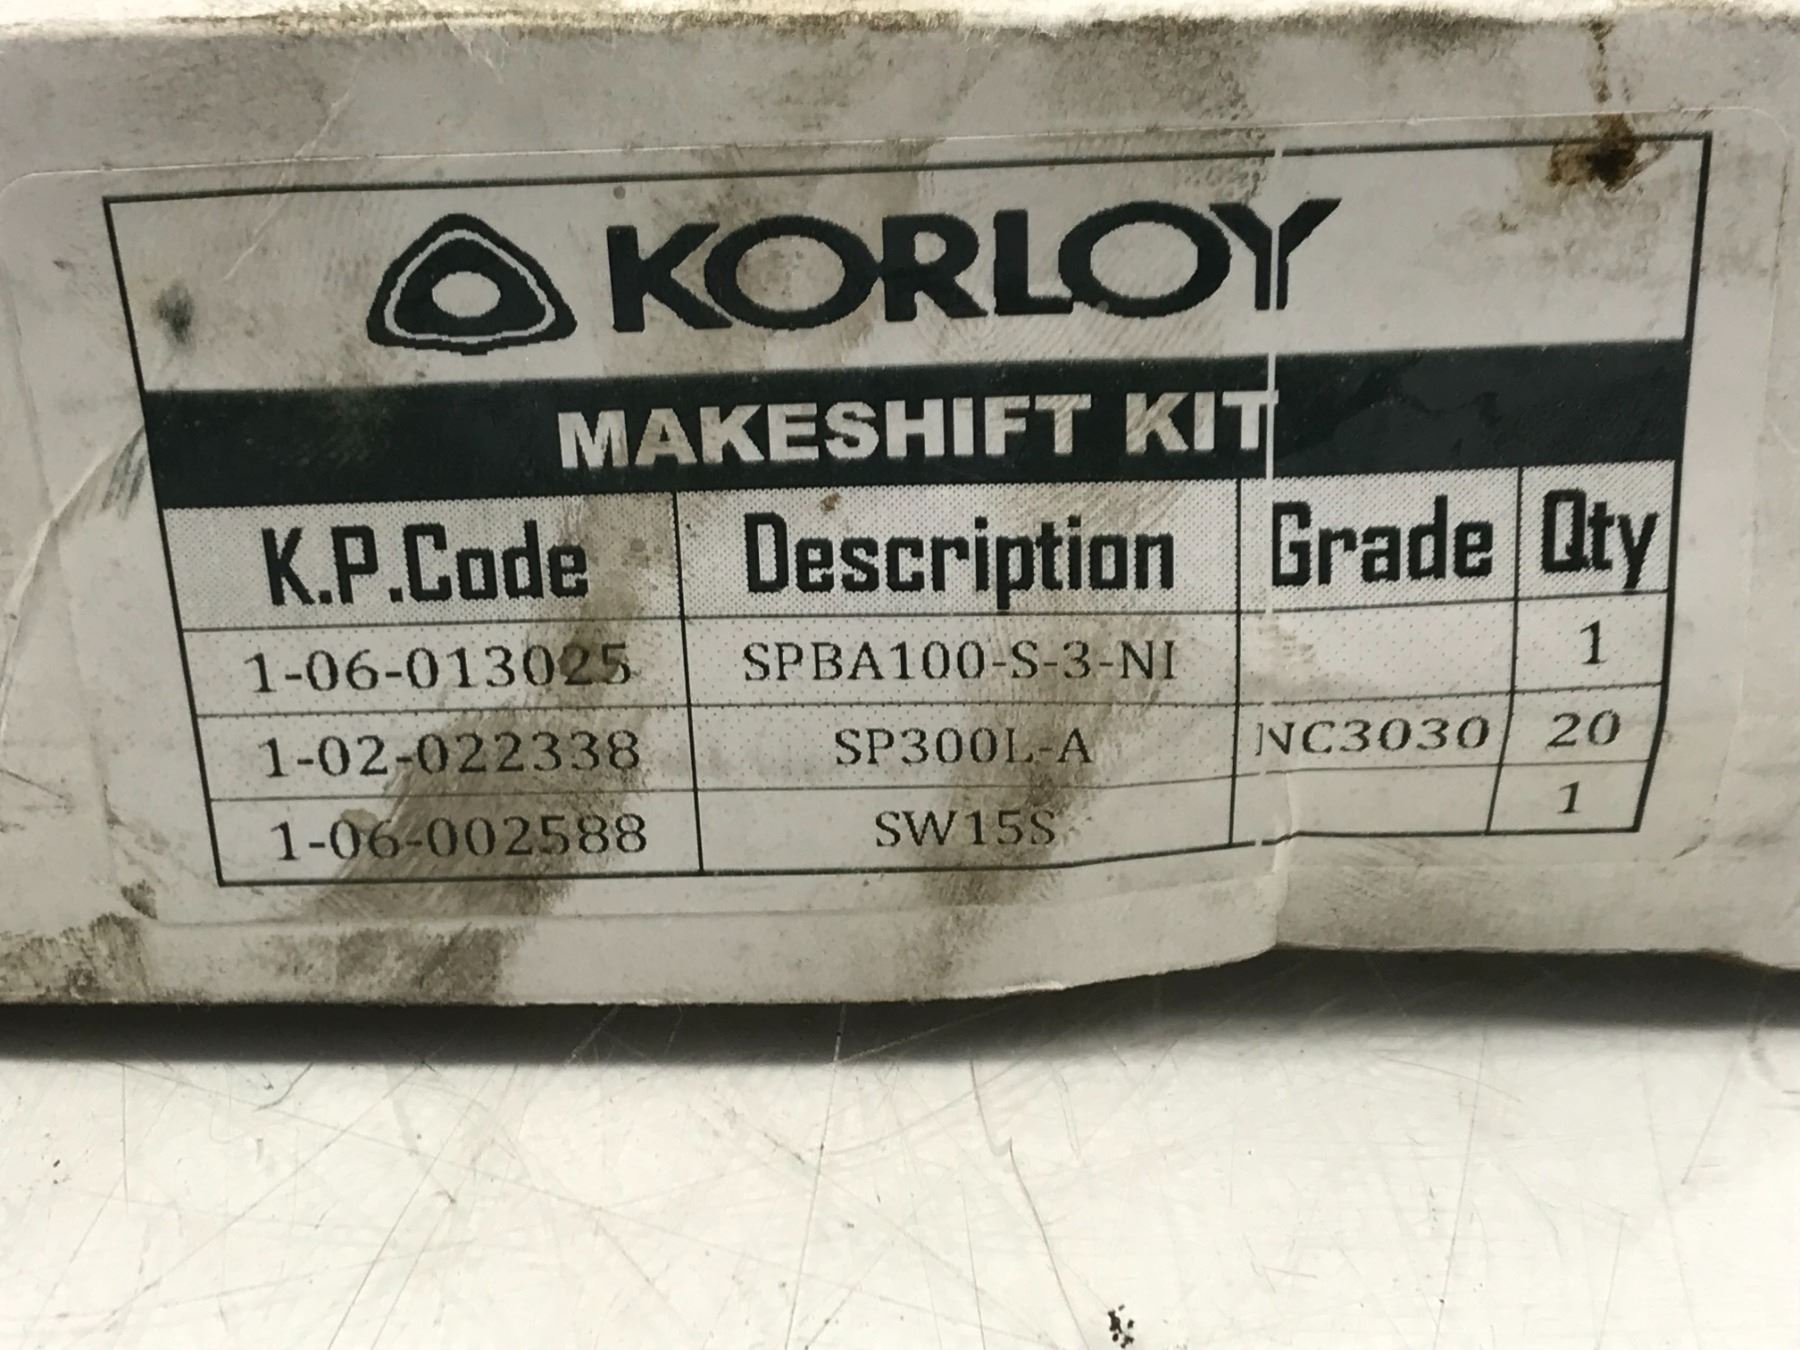 KORLOY
MAKESHIFT KIT
K.P.Code Description Grade Qty
1-06-013025 SPBA100-S-3-NI 1
1-02-022338 SP300L-A NC3030 20
1-06-002588 SW15S 1